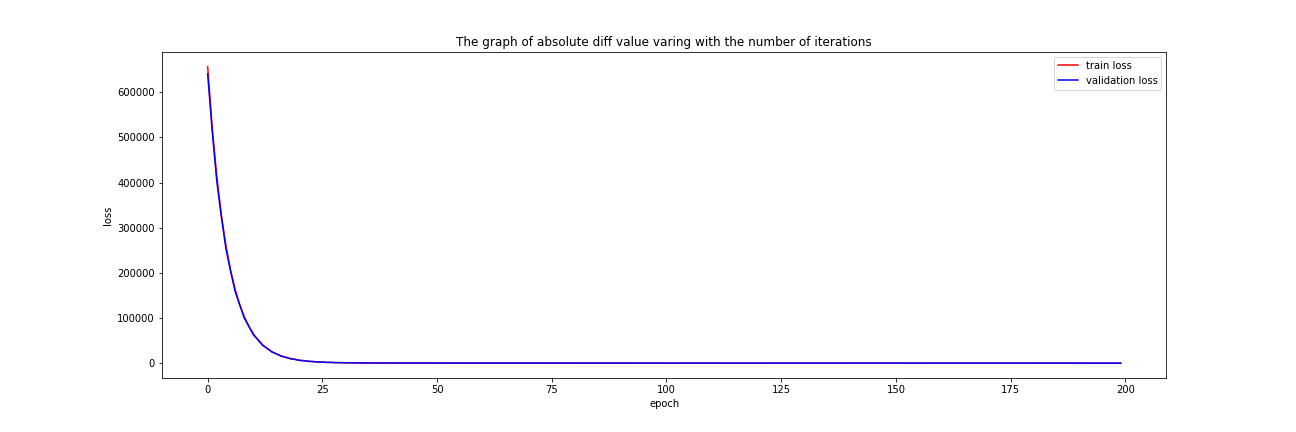 The graph of absolute diff value varing with the number of iterations
train loss
validation loss
600000
500000
400000
300000
200000
100000
0
loss
0 25 50 75 100 125 150 175 200
epoch